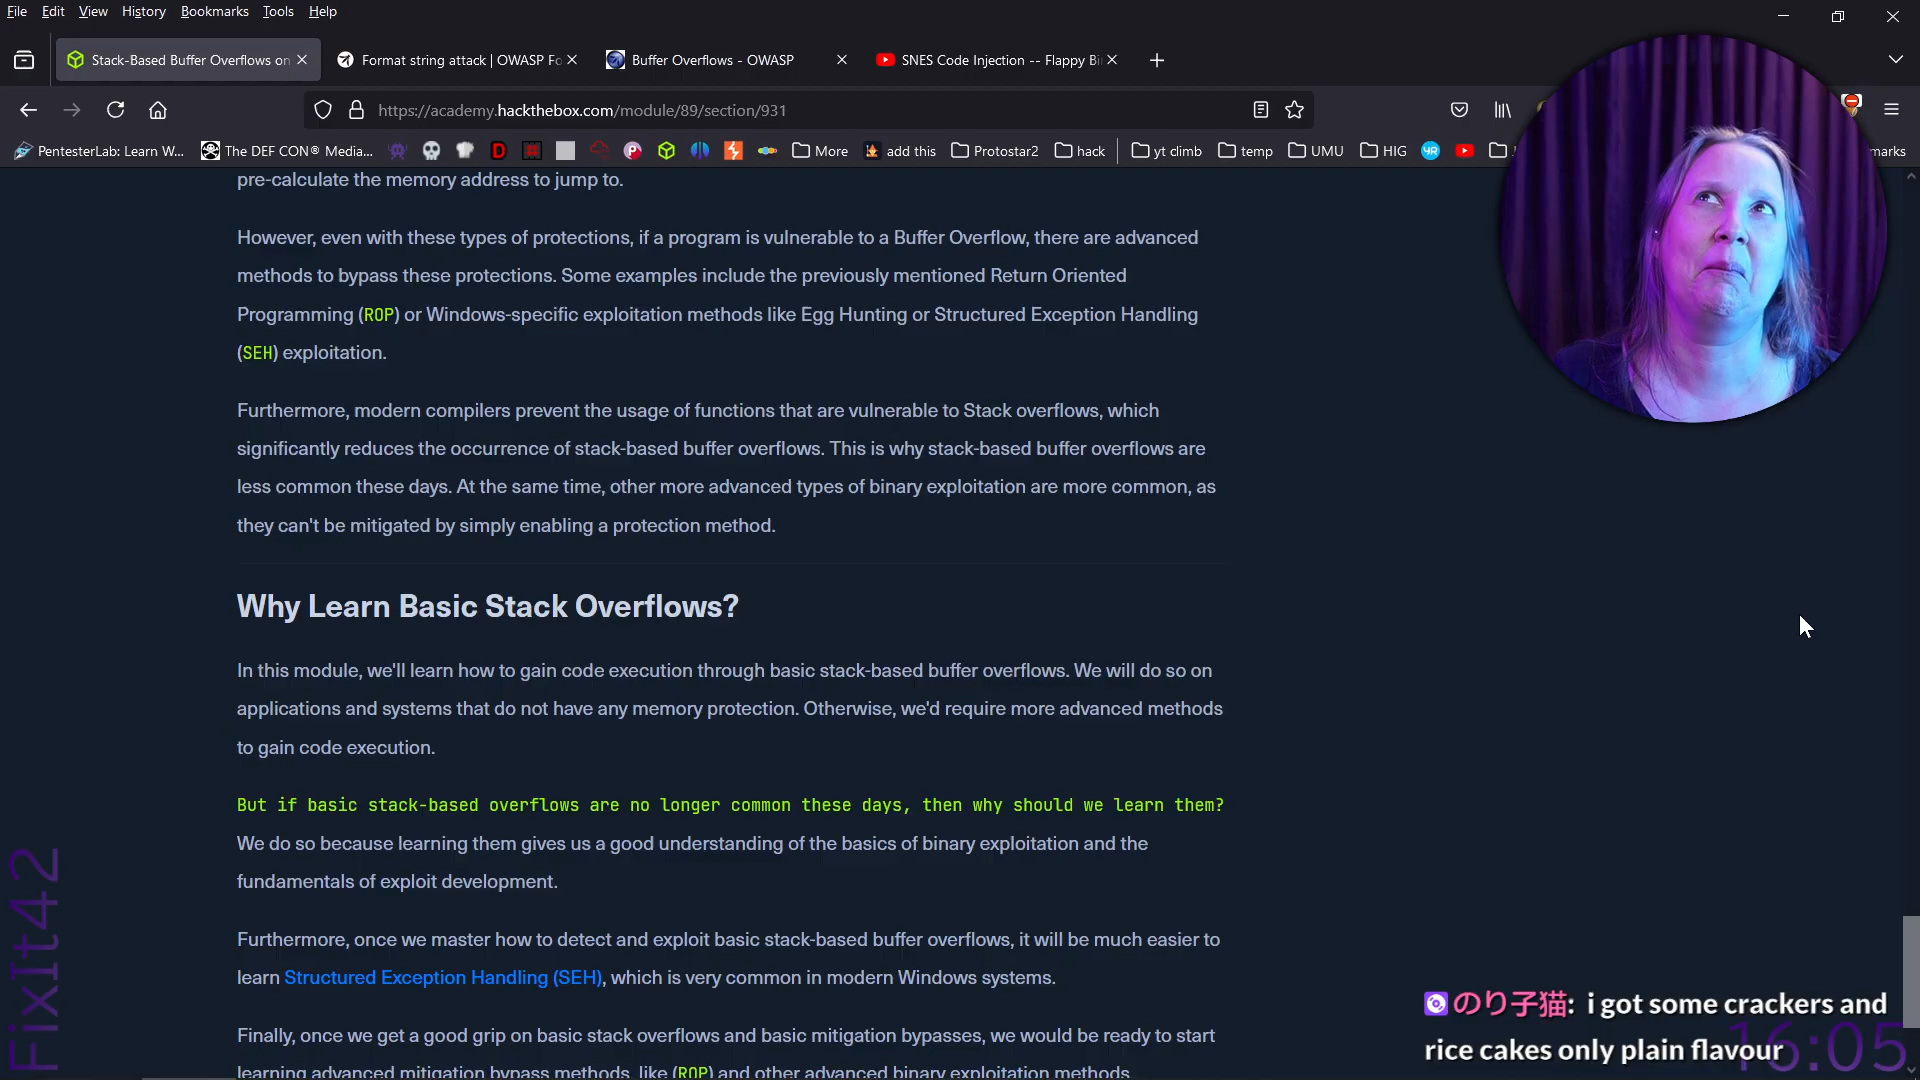 File Edit View History Bookmarks Tools Help
Stack-Based Buffer Overflows on
Format string attack | OWASP Fo
Buffer Overflows - OWASP
SNES Code Injection -- Flappy Bi
https://academy.hackthebox.com/module/89/section/931
PentesterLab: Learn W... The DEF CON® Media... More add this Protostar2 hack yt climb temp UMU HIG
pre-calculate the memory address to jump to.
However, even with these types of protections, if a program is vulnerable to a Buffer Overflow, there are advanced
methods to bypass these protections. Some examples include the previously mentioned Return Oriented
Programming (ROP) or Windows-specific exploitation methods like Egg Hunting or Structured Exception Handling
(SEH) exploitation.
Furthermore, modern compilers prevent the usage of functions that are vulnerable to Stack overflows, which
significantly reduces the occurrence of stack-based buffer overflows. This is why stack-based buffer overflows are
less common these days. At the same time, other more advanced types of binary exploitation are more common, as
they can't be mitigated by simply enabling a protection method.
Why Learn Basic Stack Overflows?
In this module, we'll learn how to gain code execution through basic stack-based buffer overflows. We will do so on
applications and systems that do not have any memory protection. Otherwise, we'd require more advanced methods
to gain code execution.
But if basic stack-based overflows are no longer common these days, then why should we learn them?
We do so because learning them gives us a good understanding of the basics of binary exploitation and the
fundamentals of exploit development.
Furthermore, once we master how to detect and exploit basic stack-based buffer overflows, it will be much easier to
learn Structured Exception Handling (SEH), which is very common in modern Windows systems.
Finally, once we get a good grip on basic stack overflows and basic mitigation bypasses, we would be ready to start
learning advanced mitigation bypass methods, like (ROP) and other advanced binary exploitation methods.
FixIt42
のり子猫: i got some crackers and
rice cakes only plain flavour
16:05